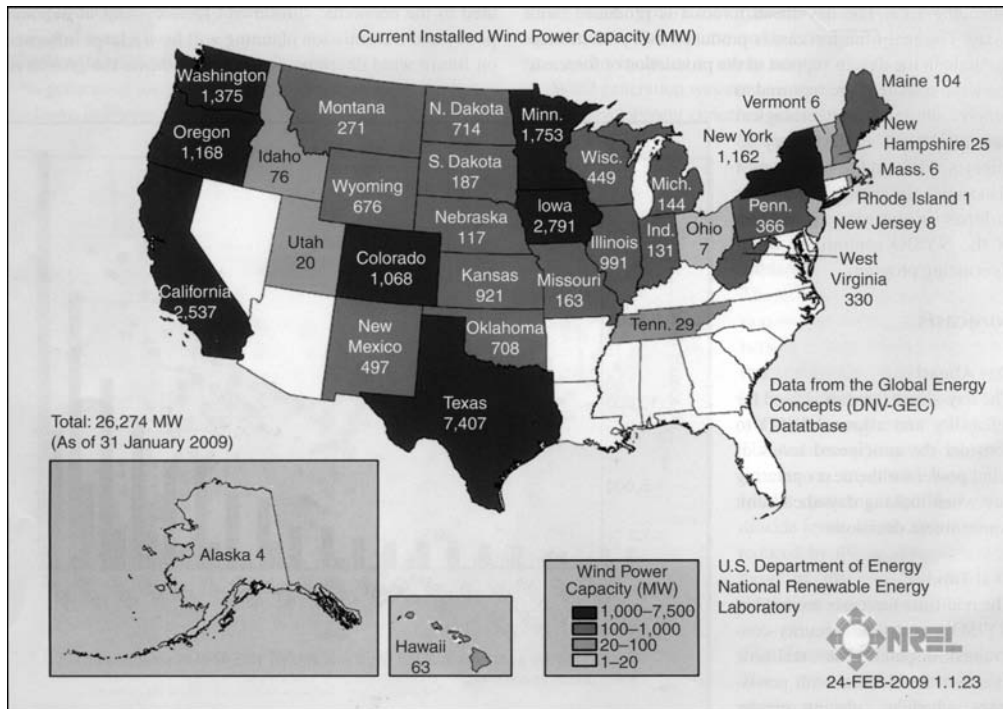 Current Installed Wind Power Capacity (MW)
Washington
1,375
Oregon
1,168
California
2,537
Idaho
76
Montana
271
Wyoming
676
Utah
20
Colorado
1,068
New
Mexico
497
N. Dakota
714
S. Dakota
187
Nebraska
117
Kansas
921
Oklahoma
708
Texas
7,407
Minn.
1,753
Iowa
2,791
Missouri
163
Wisc.
449
Illinois
991
Mich.
144
Ind.
131
Ohio
7
Tenn. 29
Penn.
366
New York
1,162
Vermont 6
Maine 104
New
Hampshire 25
Mass. 6
Rhode Island 1
New Jersey 8
West
Virginia
330
Data from the Global Energy
Concepts (DNV-GEC)
Database
Total: 26,274 MW
(As of 31 January 2009)
Alaska 4
Hawaii
63
Wind Power
Capacity (MW)
1,000–7,500
100–1,000
20–100
1–20
U.S. Department of Energy
National Renewable Energy
Laboratory
NREL
24-FEB-2009 1.1.23